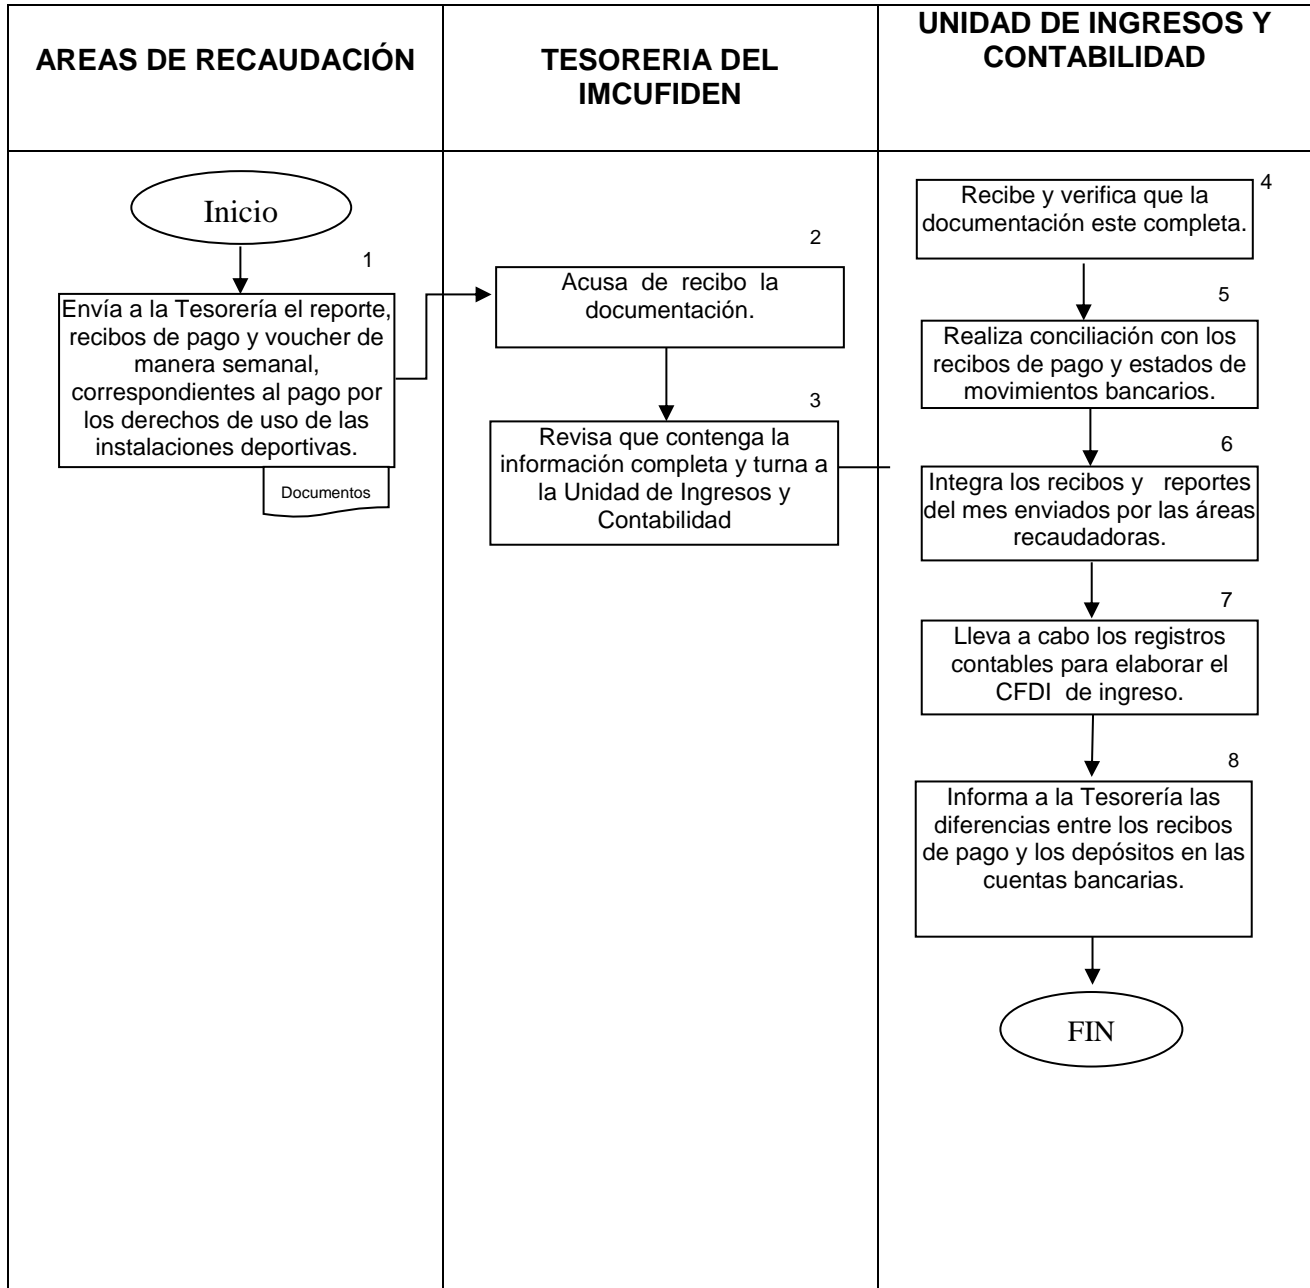 AREAS DE RECAUDACIÓN
TESORERIA DEL
IMCUFIDEN
UNIDAD DE INGRESOS Y
CONTABILIDAD
Inicio
1
Envía a la Tesorería el reporte,
recibos de pago y voucher de
manera semanal,
correspondientes al pago por
los derechos de uso de las
instalaciones deportivas.
Documentos
2
Acusa de recibo la
documentación.
3
Revisa que contenga la
información completa y turna a
la Unidad de Ingresos y
Contabilidad
4
Recibe y verifica que la
documentación este completa.
5
Realiza conciliación con los
recibos de pago y estados de
movimientos bancarios.
6
Integra los recibos y reportes
del mes enviados por las áreas
recaudadoras.
7
Lleva a cabo los registros
contables para elaborar el
CFDI de ingreso.
8
Informa a la Tesorería las
diferencias entre los recibos
de pago y los depósitos en las
cuentas bancarias.
FIN